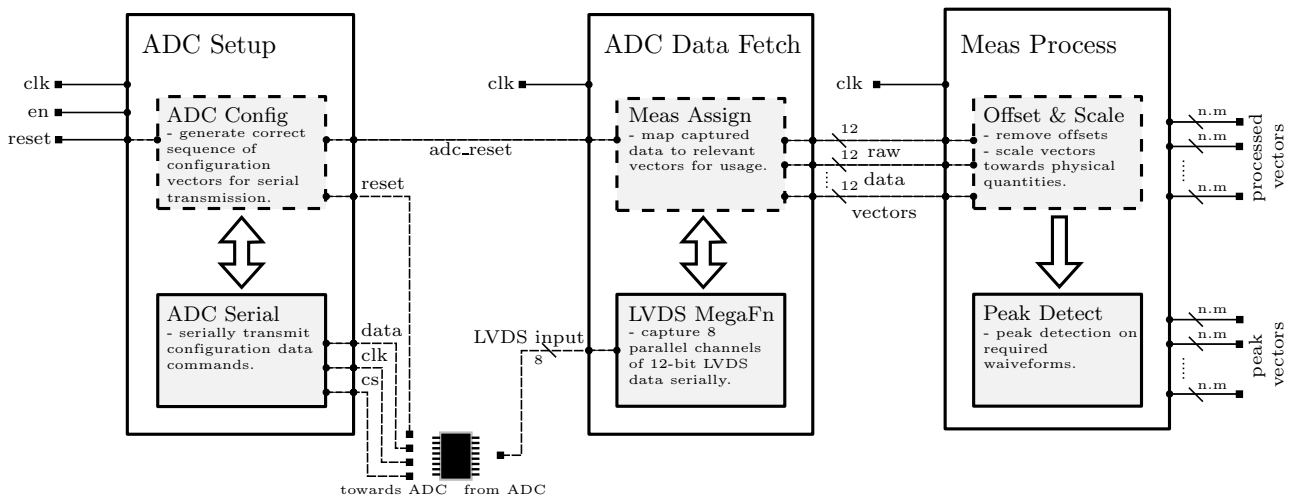 ADC Setup
clk
en
reset
ADC Config
- generate correct
sequence of
configuration
vectors for serial
transmission.
adc_reset
reset
ADC Serial
- serially transmit
configuration data
commands.
data
clk
cs
towards ADC
from ADC
LVDS input
8
ADC Data Fetch
clk
Meas Assign
- map captured
data to relevant
vectors for usage.
LVDS MegaFn
- capture 8
parallel channels
of 12-bit LVDS
data serially.
12
raw
12
data
12
vectors
Meas Process
clk
Offset & Scale
- remove offsets
- scale vectors
towards physical
quantities.
Peak Detect
- peak detection on
required
waiveforms.
n.m
n.m
n.m
processed
vectors
n.m
n.m
n.m
peak
vectors